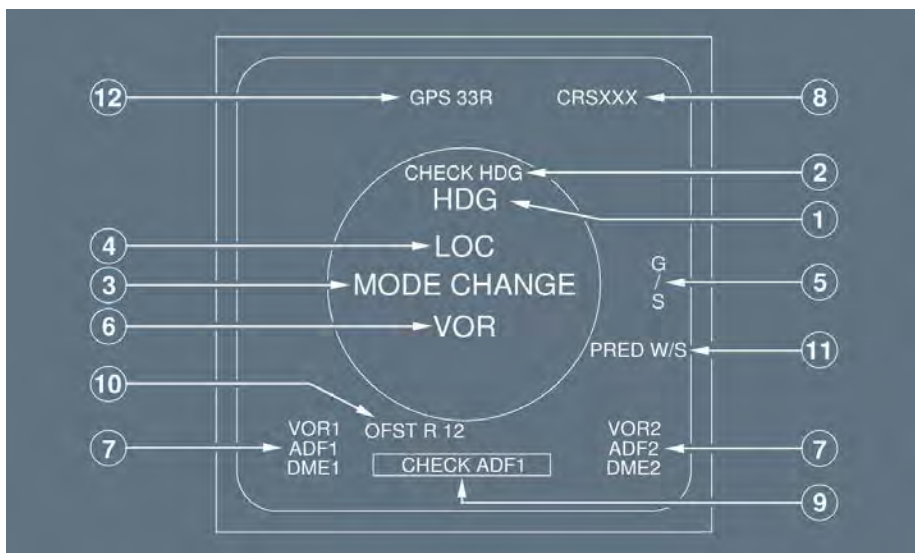 12
GPS 33R
CRSXXX
8
CHECK HDG
2
HDG
1
4
LOC
3
MODE CHANGE
G
/
S
5
6
VOR
PRED W/S
11
10
OFST R 12
7
VOR1
ADF1
DME1
CHECK ADF1
VOR2
ADF2
DME2
7
9